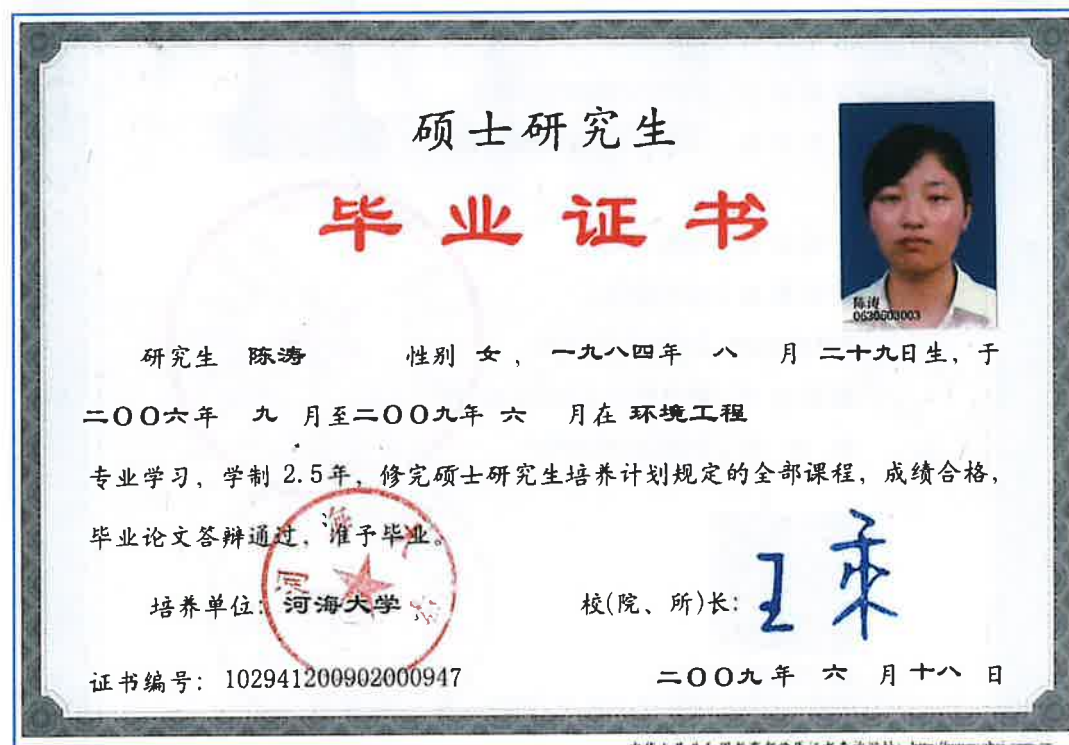 硕士研究生
毕业证书
陈涛
0630603003
研究生 陈涛 性别 女，一九八四年 八 月 二十九日生，于
二〇〇六年 九 月至二〇〇九年 六 月在 环境工程
专业学习，学制 2.5年，修完硕士研究生培养计划规定的全部课程，成绩合格，
毕业论文答辩通过，准予毕业。
河海大学
培养单位：河海大学 校(院、所)长：王乘
证书编号：102941200902000947 二〇〇九年 六 月十八 日